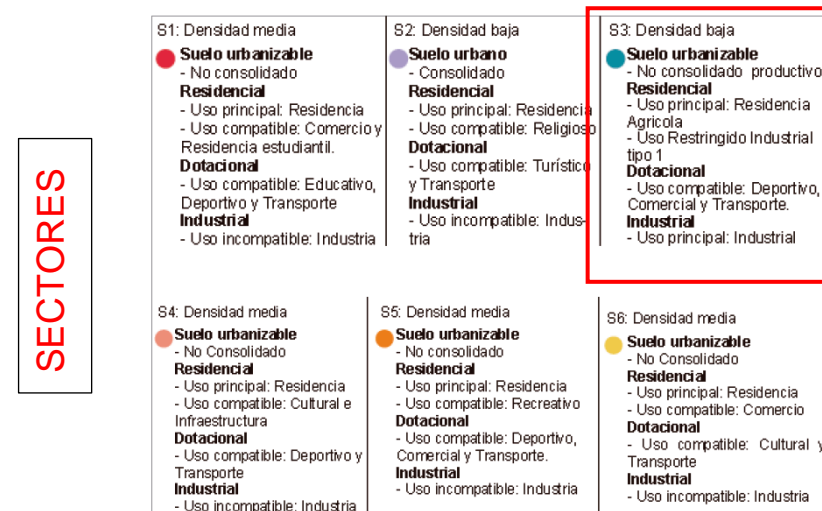 SECTORES
S1: Densidad media
Suelo urbanizable
- No consolidado
Residencial
- Uso principal: Residencia
- Uso compatible: Comercio y
Residencia estudiantil.
Dotacional
- Uso compatible: Educativo,
Deportivo y Transporte
Industrial
- Uso incompatible: Industria
S2: Densidad baja
Suelo urbano
- Consolidado
Residencial
- Uso principal: Residencia
- Uso compatible: Religioso
Dotacional
- Uso compatible: Turístico
y Transporte
Industrial
- Uso incompatible: Indus-
tria
S3: Densidad baja
Suelo urbanizable
- No consolidado productivo
Residencial
- Uso principal: Residencia
Agricola
- Uso Restringido Industrial
tipo 1
Dotacional
- Uso compatible: Deportivo,
Comercial y Transporte.
Industrial
- Uso principal: Industrial
S4: Densidad media
Suelo urbanizable
- No Consolidado
Residencial
- Uso principal: Residencia
- Uso compatible: Cultural e
Infraestructura
Dotacional
- Uso compatible: Deportivo y
Transporte
Industrial
- Uso incompatible: Industria
S5: Densidad media
Suelo urbanizable
- No consolidado
Residencial
- Uso principal: Residencia
- Uso compatible: Recreativo
Dotacional
- Uso compatible: Deportivo,
Comercial y Transporte.
Industrial
- Uso incompatible: Industria
S6: Densidad media
Suelo urbanizable
- No Consolidado
Residencial
- Uso principal: Residencia
- Uso compatible: Comercio
Dotacional
- Uso compatible: Cultural y
Transporte
Industrial
- Uso incompatible: Industria